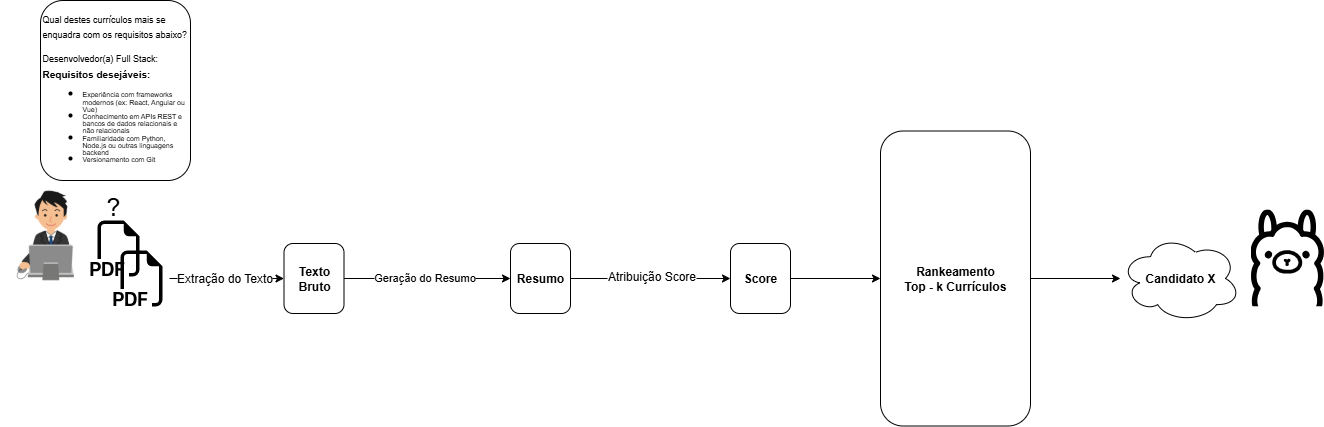 Qual destes currículos mais se
enquadra com os requisitos abaixo?
Desenvolvedor(a) Full Stack:
Requisitos desejáveis:
Experiência com frameworks
modernos (ex: React, Angular ou
Vue)
Conhecimento em APIs REST e
bancos de dados relacionais e
não relacionais
Familiaridade com Python,
Node.js ou outras linguagens
backend
Versionamento com Git
?
PDF
PDF
Extração do Texto
Texto
Bruto
Geração do Resumo
Resumo
Atribuição Score
Score
Rankeamento
Top - k Currículos
Candidato X